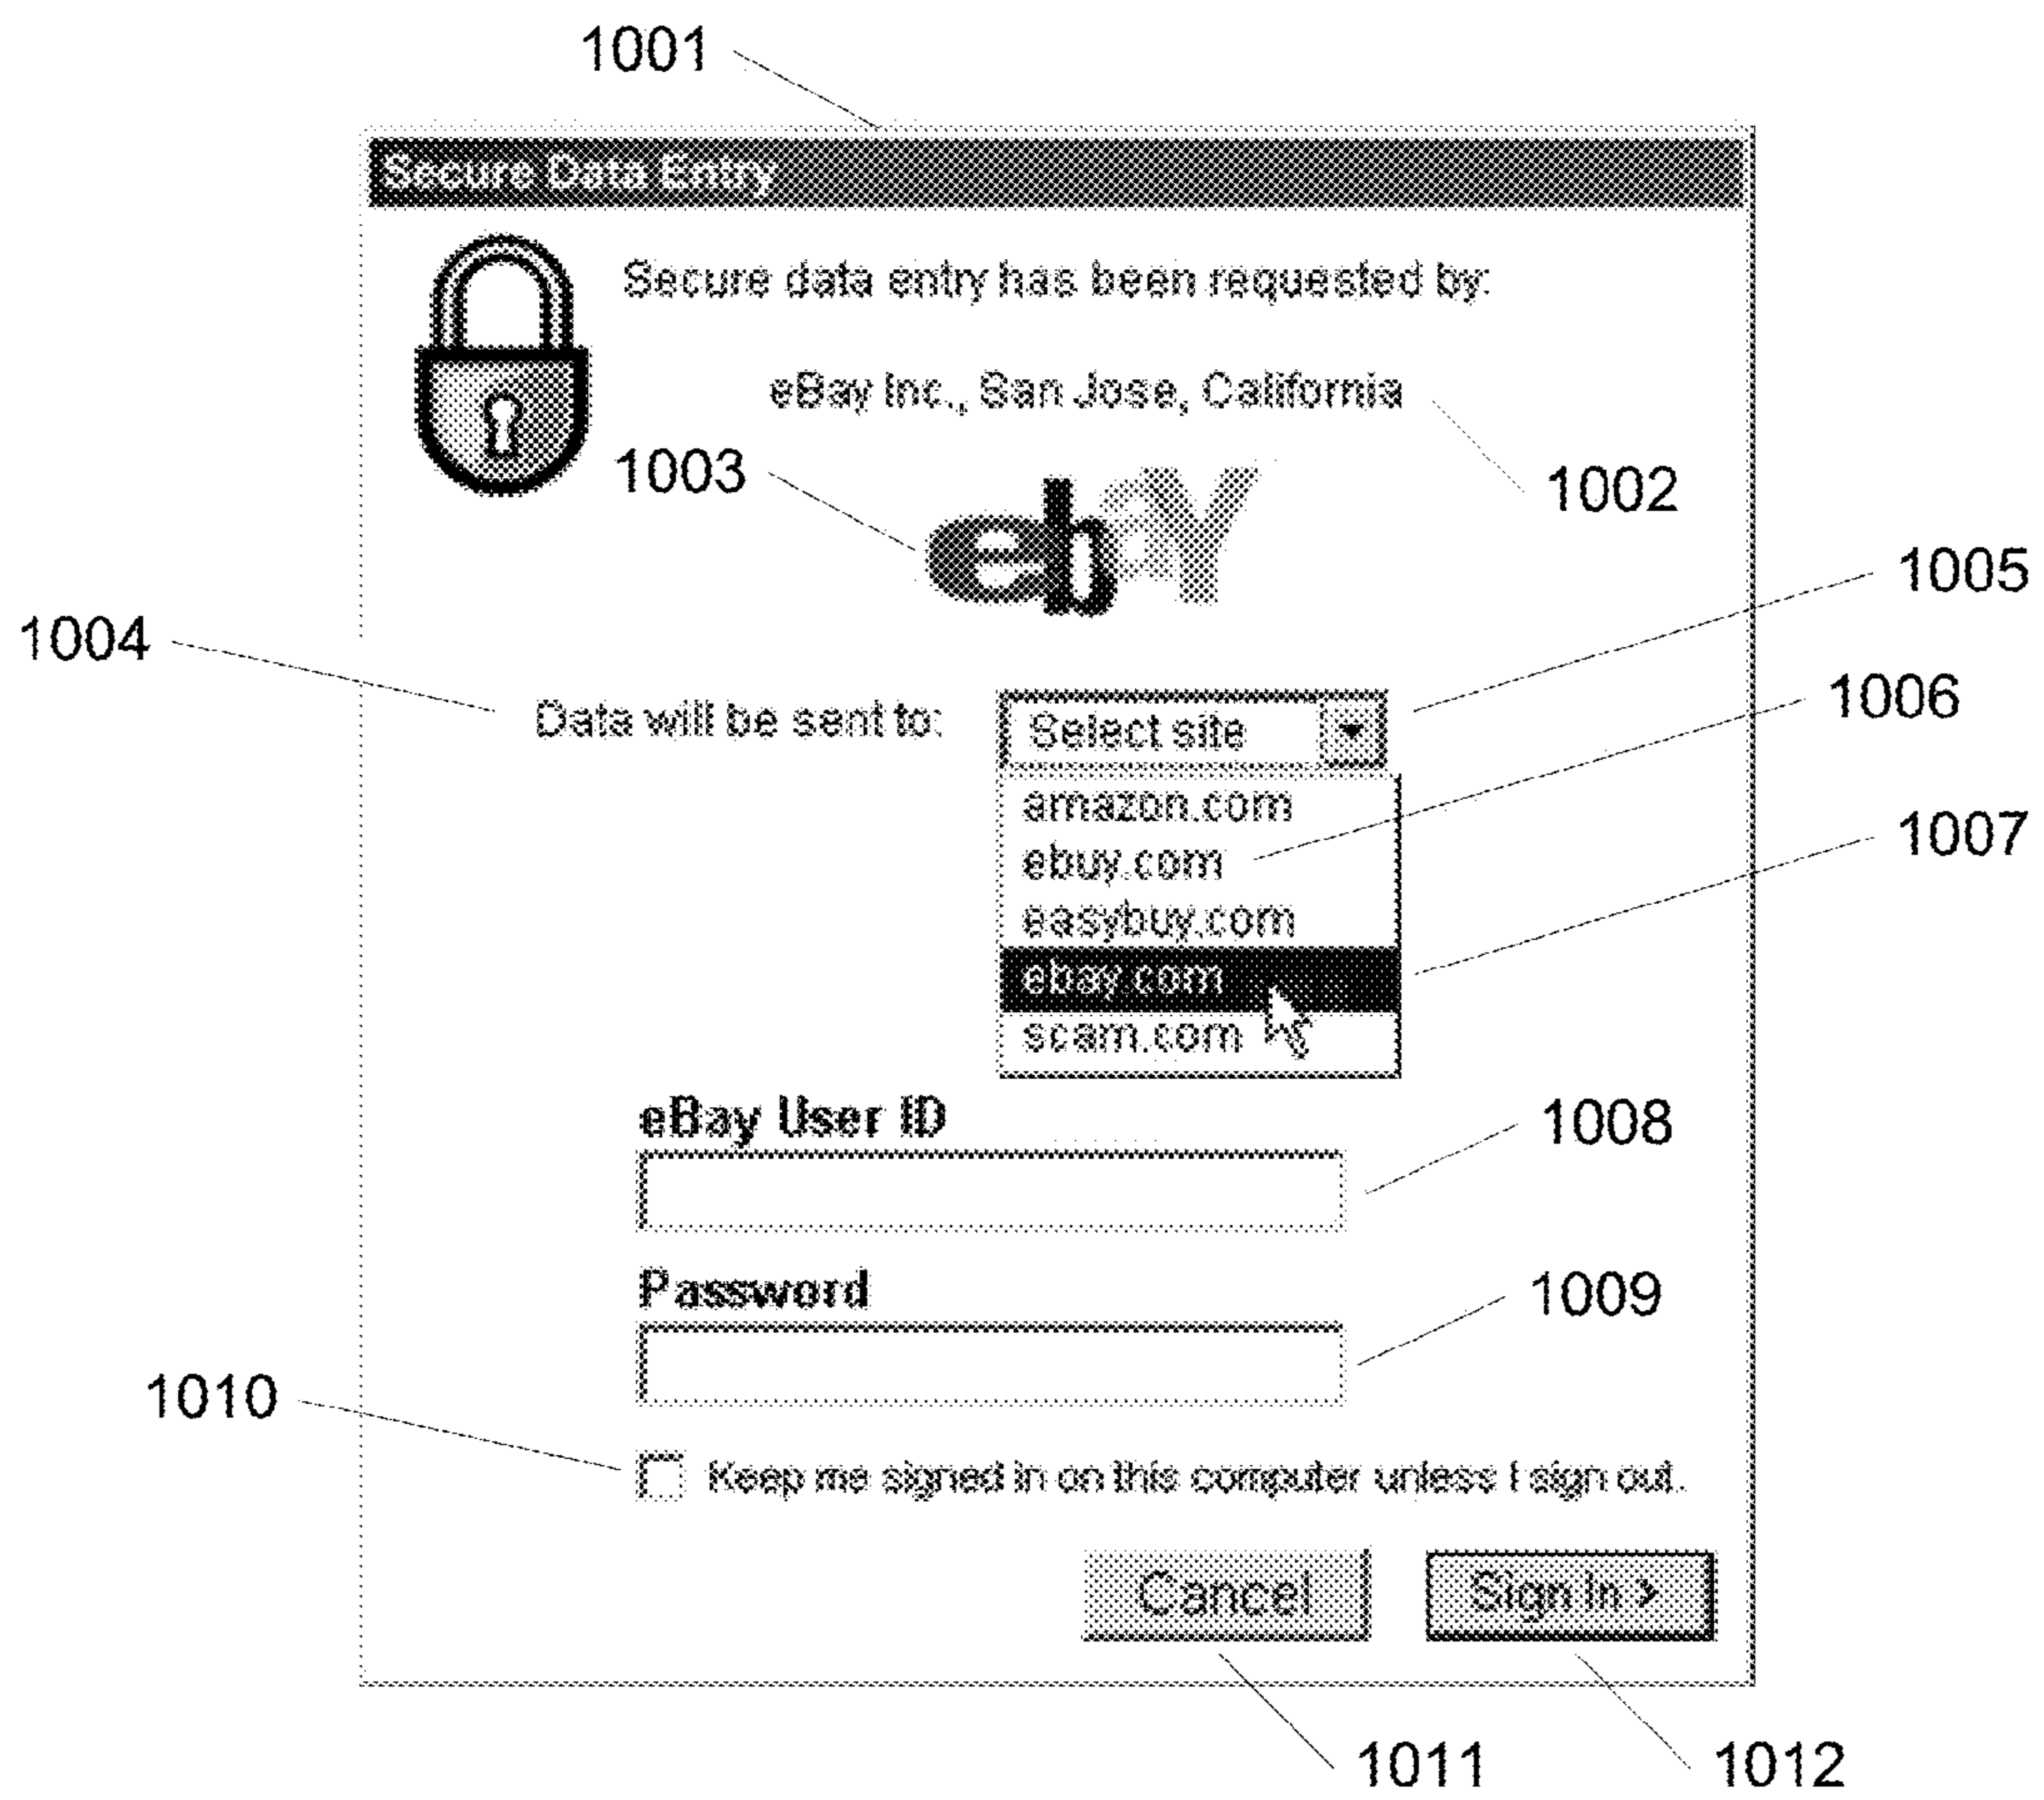 1001
Secure Data Entry
Secure data entry has been requested by:
eBay Inc., San Jose, California
1003
1002
ebaY
1005
1004
1006
Data will be sent to:
Select site
amazon.com
1007
ebuy.com
easybuy.com
ebay.com
scam.com
eBay User ID
1008
Password
1009
1010
Keep me signed in on this computer unless I sign out.
Cancel
Sign In >
1011
1012